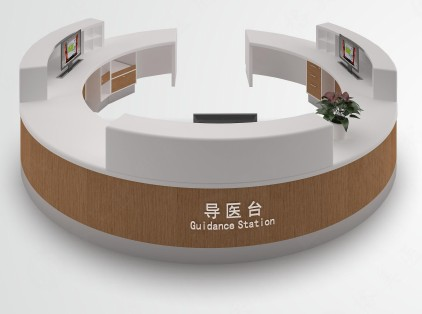 导医台
Guidance Station